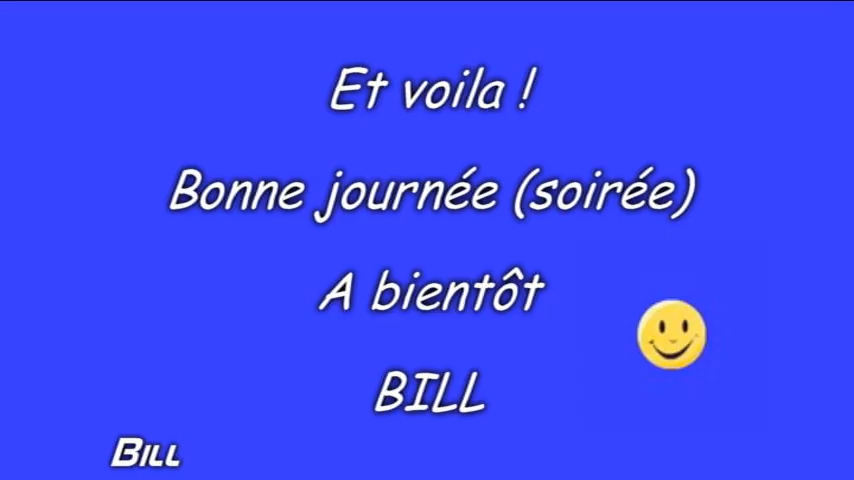 Et voila !
Bonne journée (soirée)
A bientôt
BILL
BILL